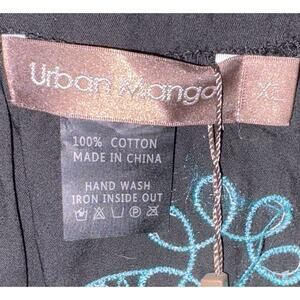 Urban Mango
XL
100% COTTON
MADE IN CHINA
HAND WASH
IRON INSIDE OUT